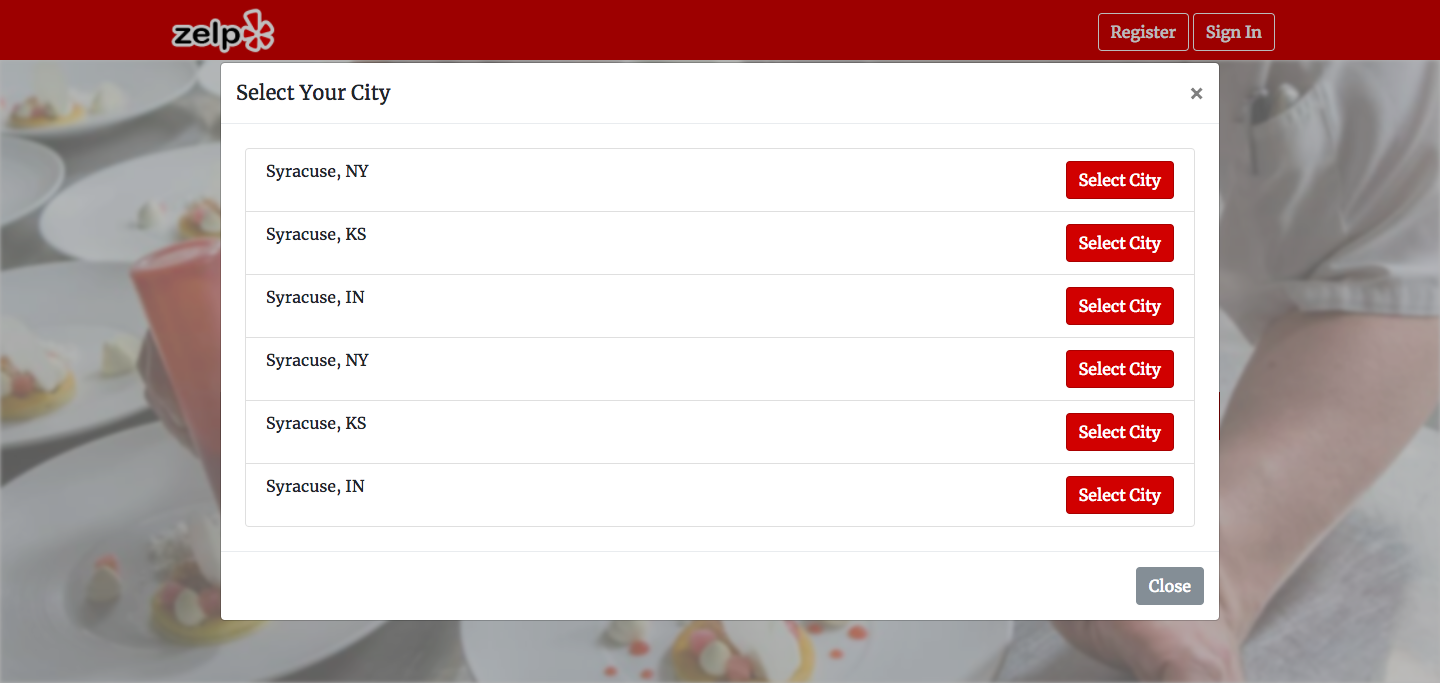 zelp
Register Sign In
Select Your City ×
Syracuse, NY Select City
Syracuse, KS Select City
Syracuse, IN Select City
Syracuse, NY Select City
Syracuse, KS Select City
Syracuse, IN Select City
Close